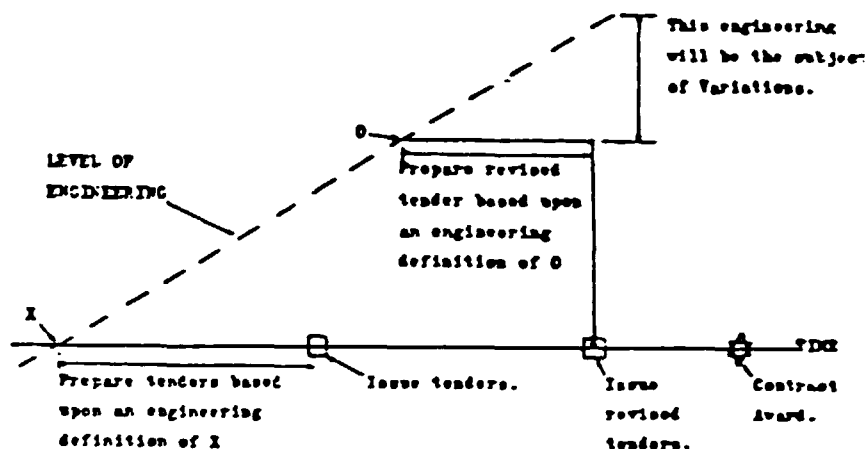 This engineering
will be the subject
of Variations.
O
LEVEL OF
ENGINEERING
Prepare revised
tender based upon
an engineering
definition of O
X
TIME
Prepare tenders based
upon an engineering
definition of X
Issue tenders.
Issue
revised
tenders.
Contract
Award.